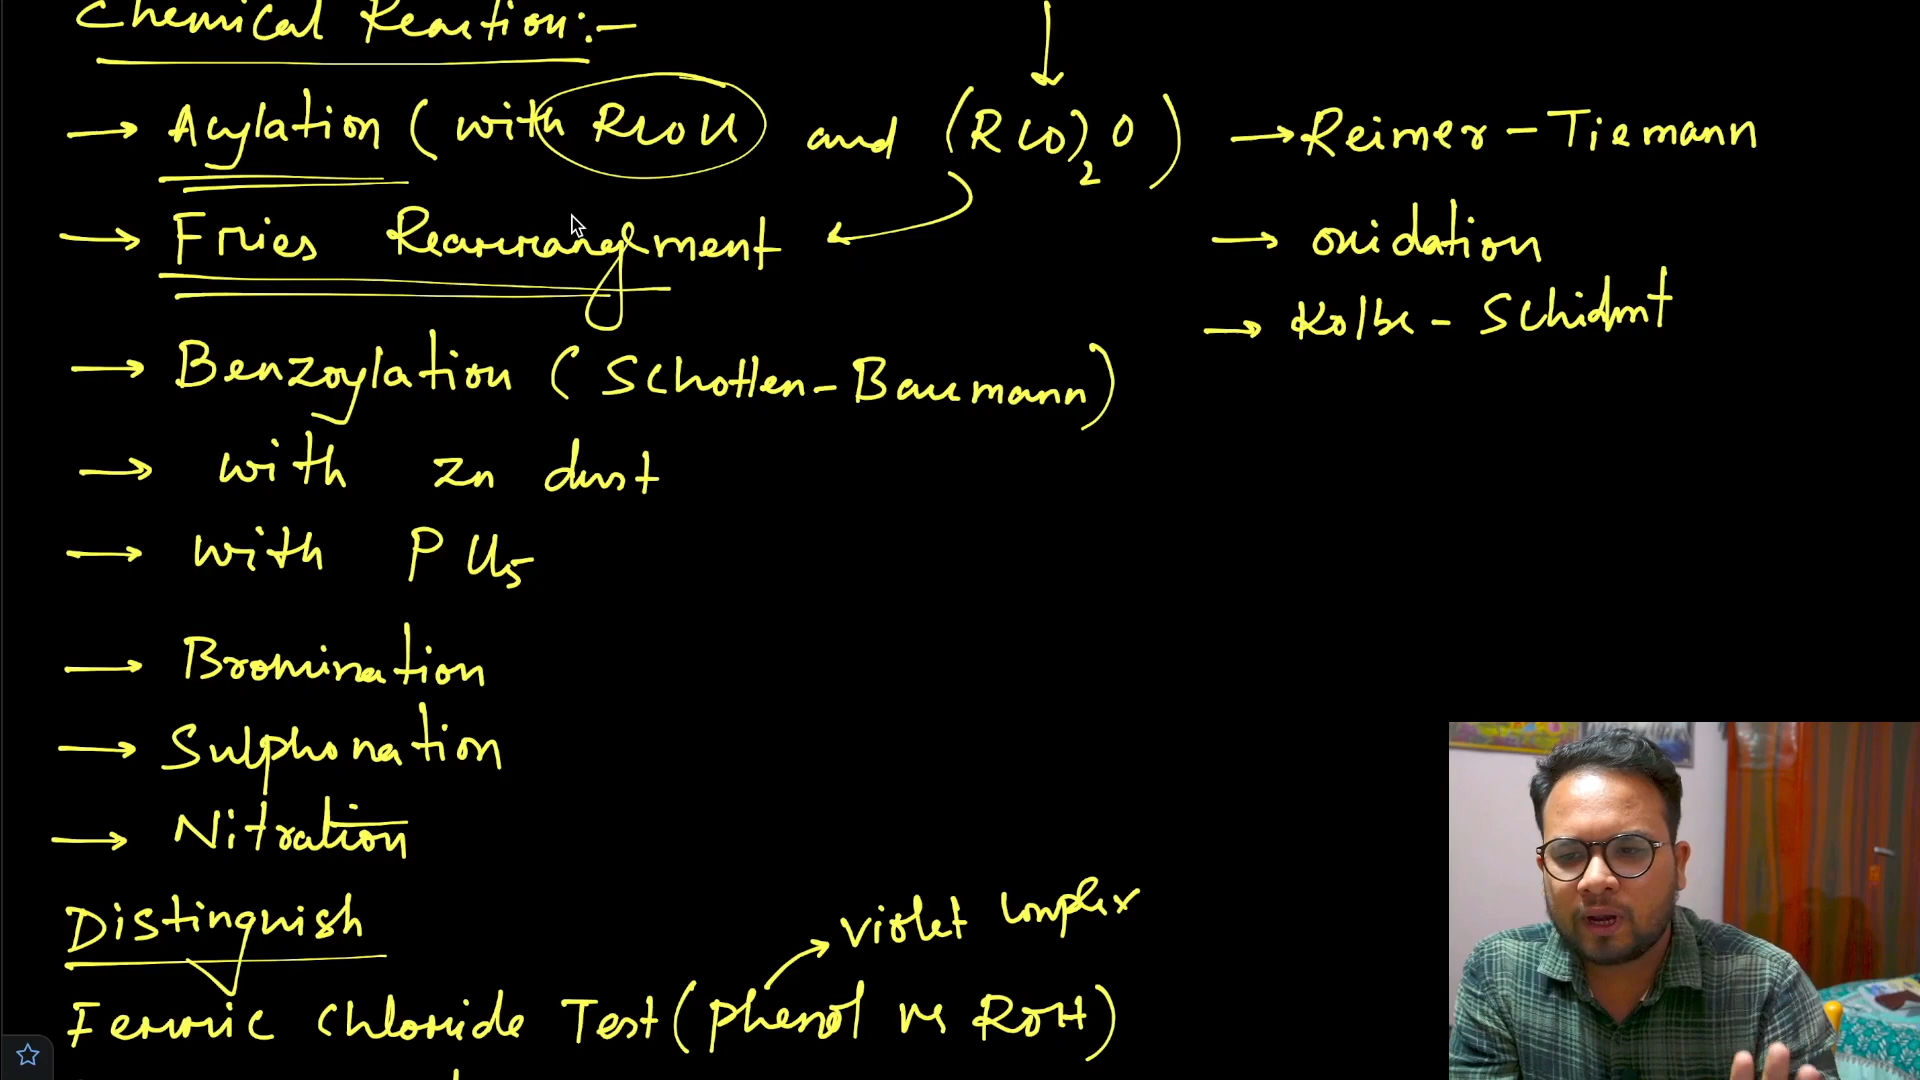 Chemical Reaction:-
→ Acylation (with RCOCl and (RCO)2O)
→ Fries Rearrangement
→ Benzoylation (Schotten-Baumann)
→ with Zn dust
→ with PCl5
→ Bromination
→ Sulphonation
→ Nitration
→ Reimer-Tiemann
→ oxidation
→ Kolbe-Schidmt
Distinguish
→ violet complex
Ferric Chloride Test (phenol vs ROH)